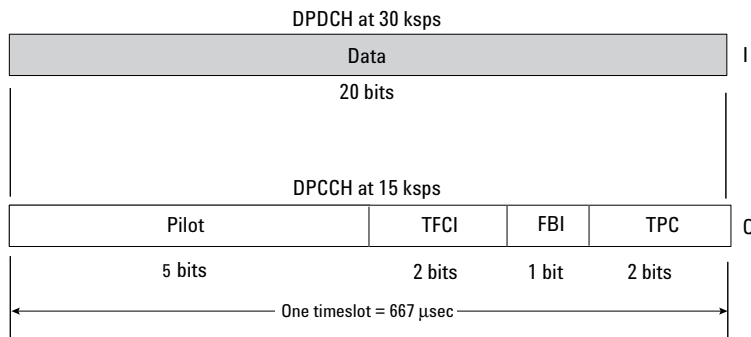 DPDCH at 30 ksps
Data I
20 bits
DPCCH at 15 ksps
Pilot TFCI FBI TPC
5 bits 2 bits 1 bit 2 bits
One timeslot = 667 μsec